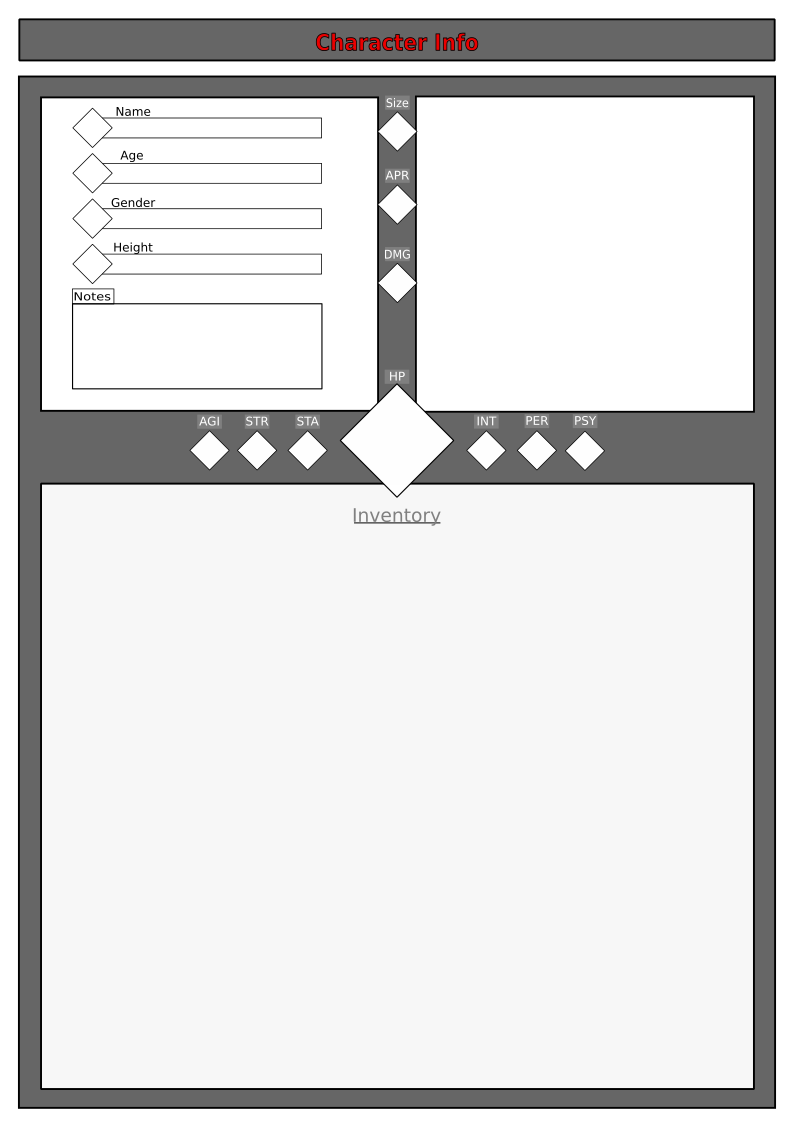 Character Info
Name
Age
Gender
Height
Notes
Size
APR
DMG
HP
AGI STR STA INT PER PSY
Inventory